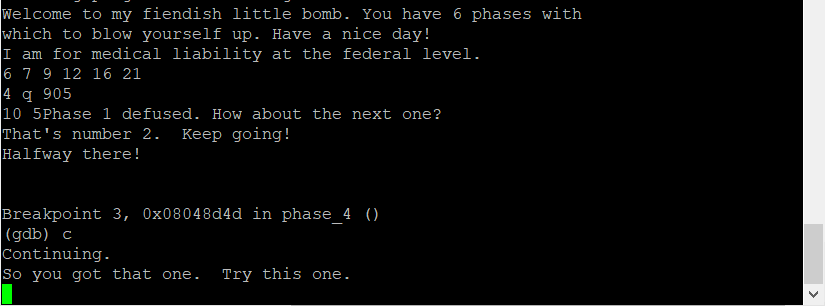 Welcome to my fiendish little bomb. You have 6 phases with
which to blow yourself up. Have a nice day!
I am for medical liability at the federal level.
6 7 9 12 16 21
4 q 905
10 5Phase 1 defused. How about the next one?
That's number 2.  Keep going!
Halfway there!
Breakpoint 3, 0x08048d4d in phase_4 ()
(gdb) c
Continuing.
So you got that one.  Try this one.